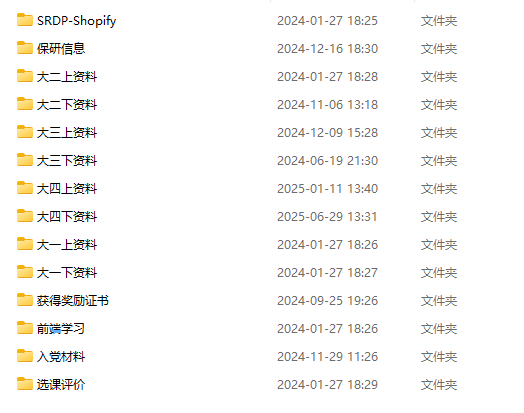 SRDP-Shopify 2024-01-27 18:25 文件夹
保研信息 2024-12-16 18:30 文件夹
大二上资料 2024-01-27 18:28 文件夹
大二下资料 2024-11-06 13:18 文件夹
大三上资料 2024-12-09 15:28 文件夹
大三下资料 2024-06-19 21:30 文件夹
大四上资料 2025-01-11 13:40 文件夹
大四下资料 2025-06-29 13:31 文件夹
大一上资料 2024-01-27 18:26 文件夹
大一下资料 2024-01-27 18:27 文件夹
获得奖励证书 2024-09-25 19:26 文件夹
前端学习 2024-01-27 18:26 文件夹
入党材料 2024-11-29 11:26 文件夹
选课评价 2024-01-27 18:29 文件夹